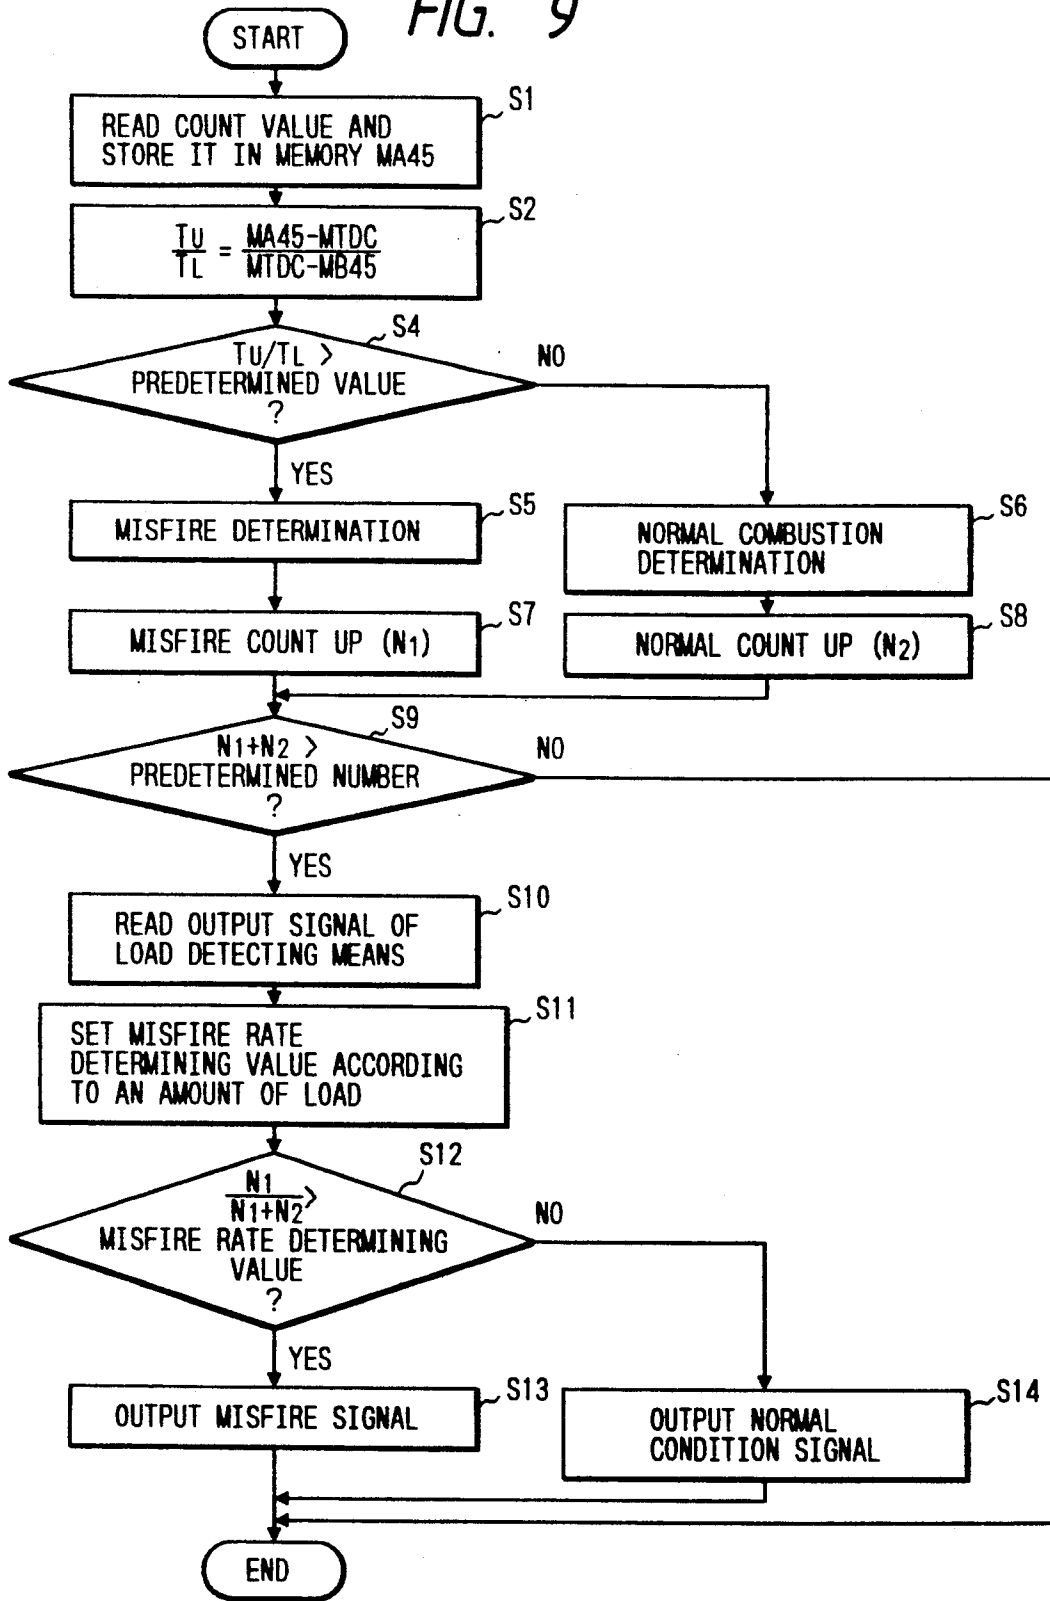 FIG. 9
START
S1
READ COUNT VALUE AND
STORE IT IN MEMORY MA45
S2
TU/TL = MA45-MTDC/MTDC-MB45
S4
TU/TL >
PREDETERMINED VALUE
?
NO
YES
S5
MISFIRE DETERMINATION
S6
NORMAL COMBUSTION
DETERMINATION
S7
MISFIRE COUNT UP (N1)
S8
NORMAL COUNT UP (N2)
S9
N1+N2 >
PREDETERMINED NUMBER
?
NO
YES
S10
READ OUTPUT SIGNAL OF
LOAD DETECTING MEANS
S11
SET MISFIRE RATE
DETERMINING VALUE ACCORDING
TO AN AMOUNT OF LOAD
S12
N1
N1+N2 >
MISFIRE RATE DETERMINING
VALUE
?
NO
YES
S13
OUTPUT MISFIRE SIGNAL
S14
OUTPUT NORMAL
CONDITION SIGNAL
END